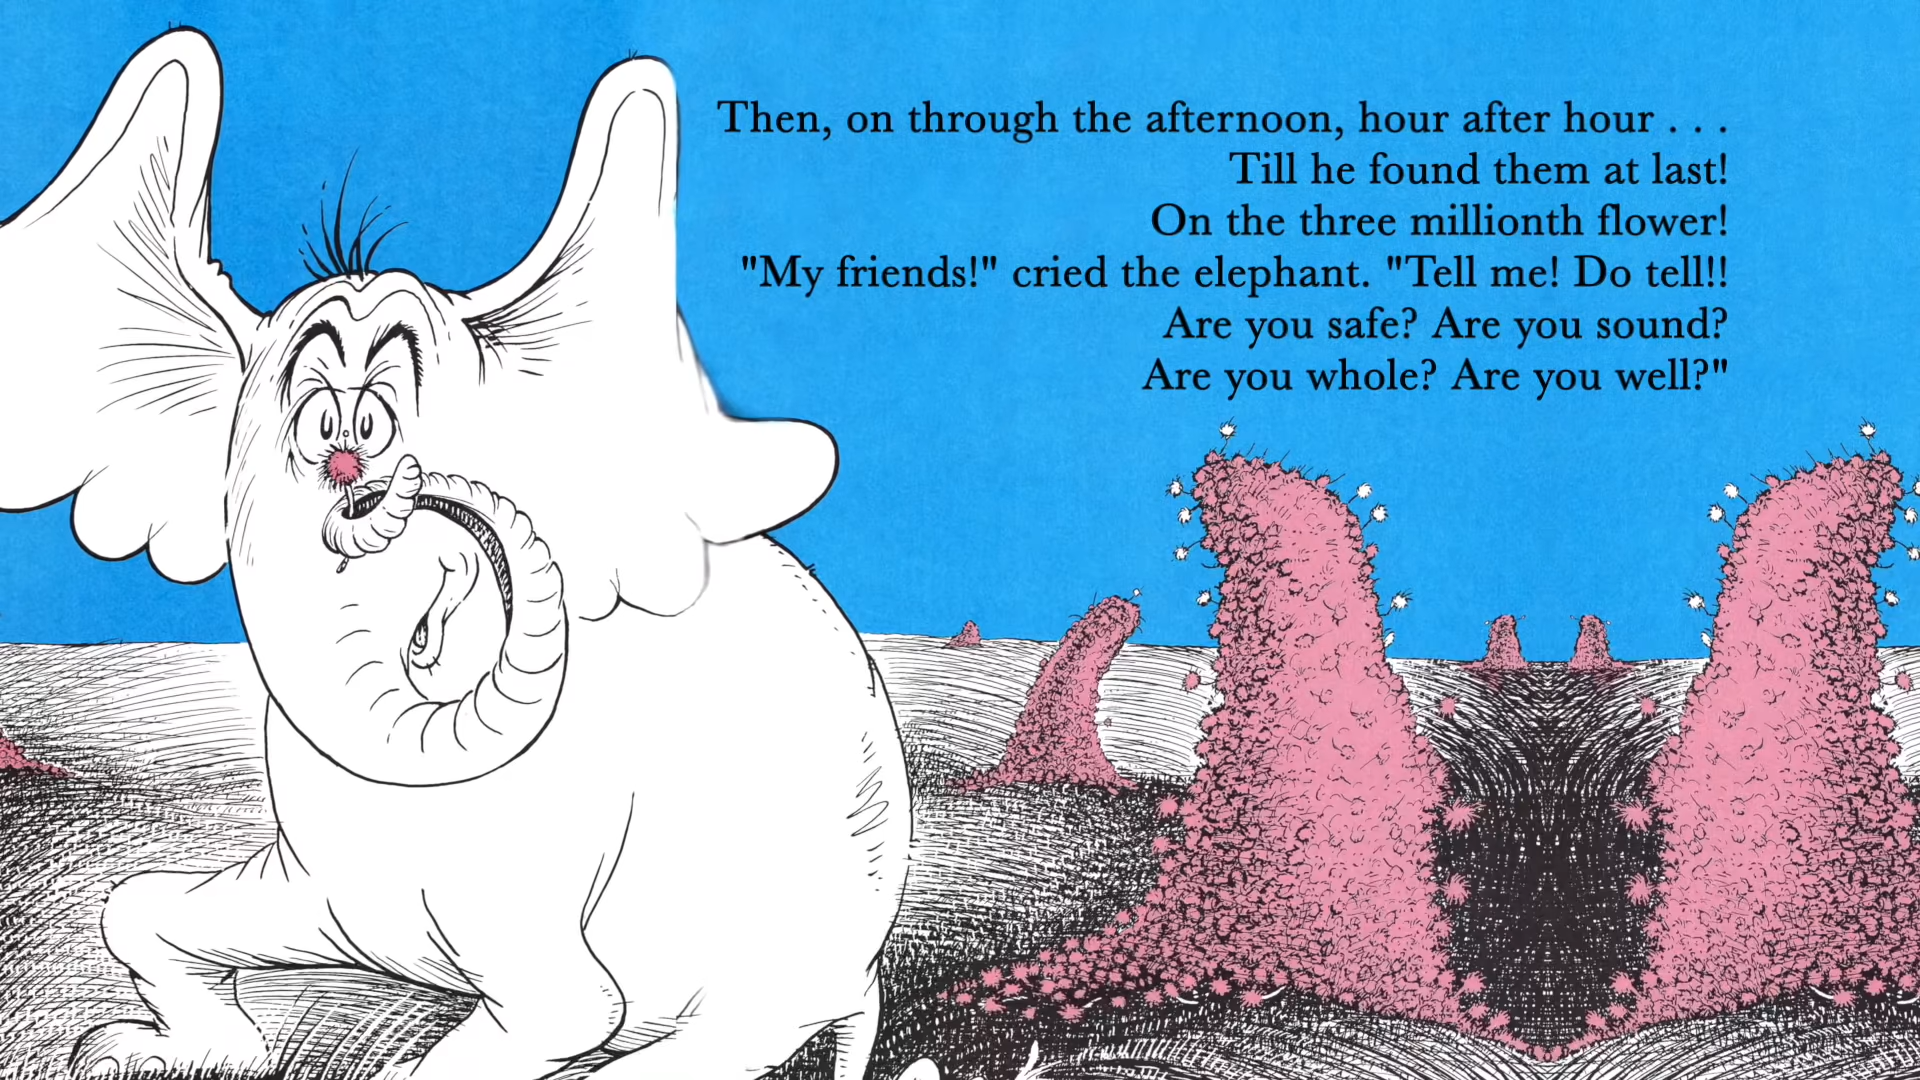 Then, on through the afternoon, hour after hour . . .
Till he found them at last!
On the three millionth flower!
"My friends!" cried the elephant. "Tell me! Do tell!!
Are you safe? Are you sound?
Are you whole? Are you well?"